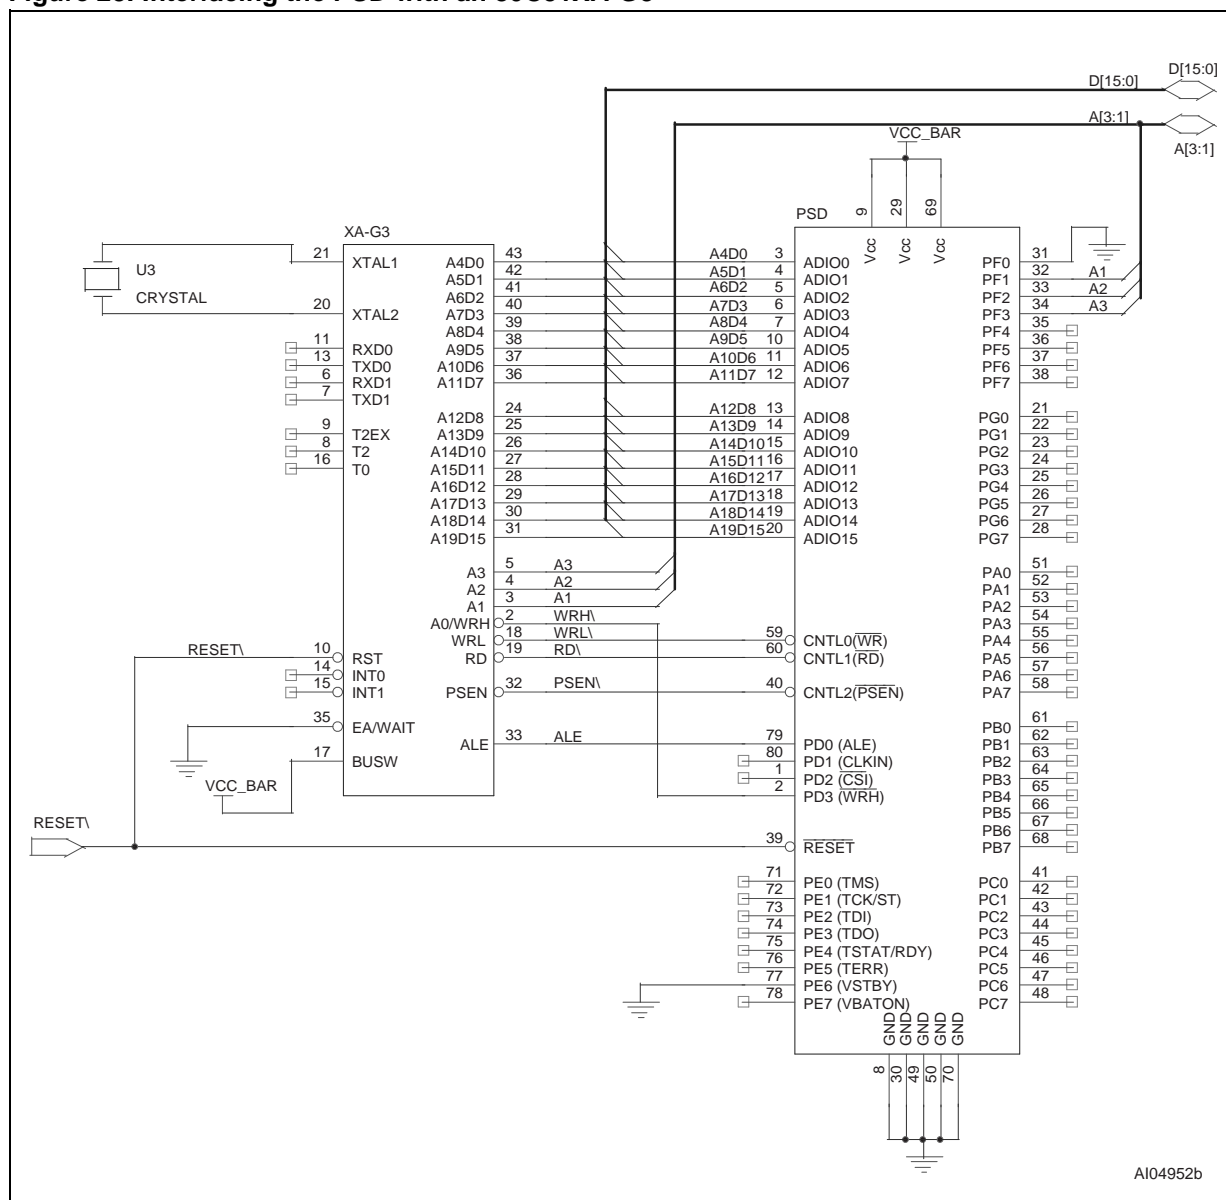 D[15:0]
D[15:0]
A[3:1]
A[3:1]
VCC_BAR
PSD
9
29
69
Vcc
Vcc
Vcc
XA-G3
U3
CRYSTAL
21 XTAL1
20 XTAL2
11 RXD0
13 TXD0
6 RXD1
7 TXD1
9 T2EX
8 T2
16 T0
RESET\ 10 RST
14 INT0
15 INT1
35 EA/WAIT
17 BUSW
VCC_BAR
RESET\
A4D0 43
A5D1 42
A6D2 41
A7D3 40
A8D4 39
A9D5 38
A10D6 37
A11D7 36
A12D8 24
A13D9 25
A14D10 26
A15D11 27
A16D12 28
A17D13 29
A18D14 30
A19D15 31
A3 5 A3
A2 4 A2
A1 3 A1
A0/WRH 2 WRH\
WRL 18 WRL\
RD 19 RD\
PSEN 32 PSEN\
ALE 33 ALE
A4D0 3 ADIO0
A5D1 4 ADIO1
A6D2 5 ADIO2
A7D3 6 ADIO3
A8D4 7 ADIO4
A9D5 10 ADIO5
A10D6 11 ADIO6
A11D7 12 ADIO7
A12D8 13 ADIO8
A13D9 14 ADIO9
A14D10 15 ADIO10
A15D11 16 ADIO11
A16D12 17 ADIO12
A17D13 18 ADIO13
A18D14 19 ADIO14
A19D15 20 ADIO15
59 CNTL0(WR)
60 CNTL1(RD)
40 CNTL2(PSEN)
79 PD0 (ALE)
80 PD1 (CLKIN)
1 PD2 (CSI)
2 PD3 (WRH)
39 RESET
71 PE0 (TMS)
72 PE1 (TCK/ST)
73 PE2 (TDI)
74 PE3 (TDO)
75 PE4 (TSTAT/RDY)
76 PE5 (TERR)
77 PE6 (VSTBY)
78 PE7 (VBATON)
PF0 31
PF1 32 A1
PF2 33 A2
PF3 34 A3
PF4 35
PF5 36
PF6 37
PF7 38
PG0 21
PG1 22
PG2 23
PG3 24
PG4 25
PG5 26
PG6 27
PG7 28
PA0 51
PA1 52
PA2 53
PA3 54
PA4 55
PA5 56
PA6 57
PA7 58
PB0 61
PB1 62
PB2 63
PB3 64
PB4 65
PB5 66
PB6 67
PB7 68
PC0 41
PC1 42
PC2 43
PC3 44
PC4 45
PC5 46
PC6 47
PC7 48
GND
GND
GND
GND
GND
8
30
49
50
70
AI04952b